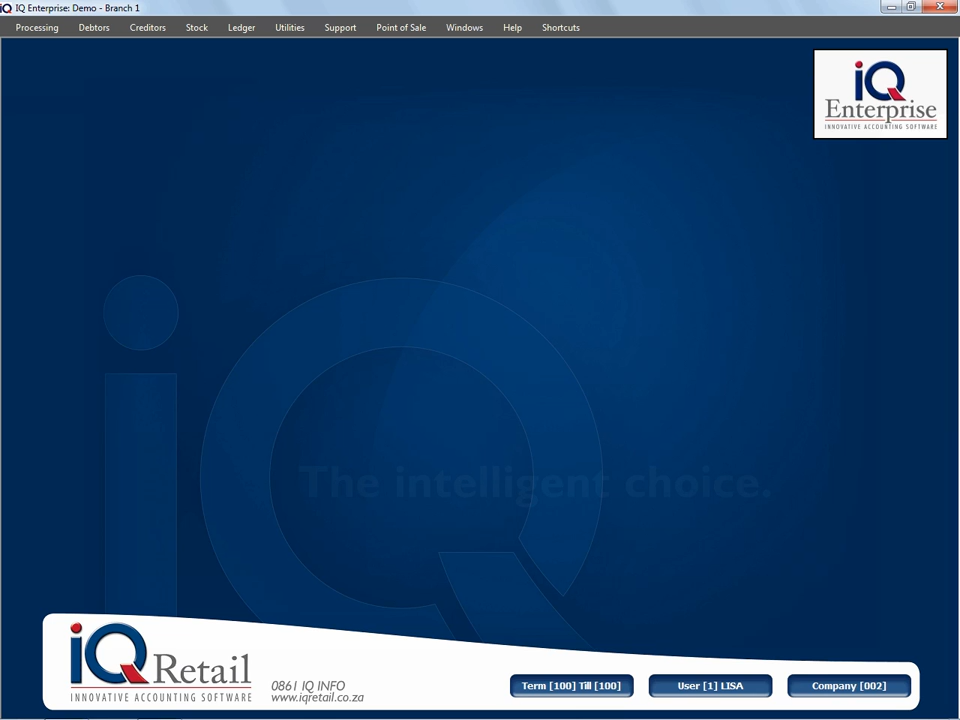 iQ IQ Enterprise: Demo - Branch 1
Processing Debtors Creditors Stock Ledger Utilities Support Point of Sale Windows Help Shortcuts
iQ
Enterprise
INNOVATIVE ACCOUNTING SOFTWARE
iQ
The intelligent choice.
iQ Retail
INNOVATIVE ACCOUNTING SOFTWARE
0861 IQ INFO
www.iqretail.co.za
Term [100] Till [100] User [1] LISA Company [002]